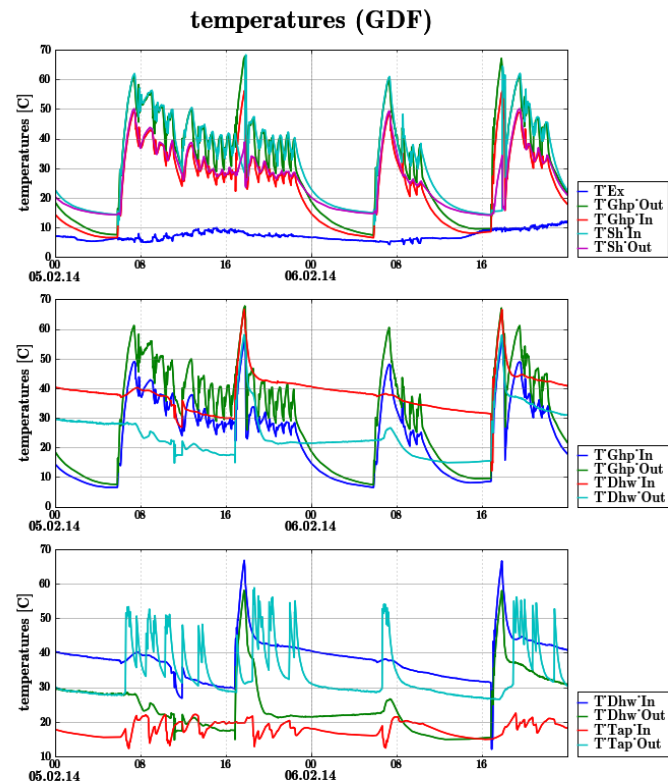 temperatures (GDF)
temperatures [C]
70
60
50
40
30
20
10
0
00 08 16 00 08 16
05.02.14 06.02.14
T˙Ex
T˙Ghp˙Out
T˙Ghp˙In
T˙Sh˙In
T˙Sh˙Out
temperatures [C]
70
60
50
40
30
20
10
0
00 08 16 00 08 16
05.02.14 06.02.14
T˙Ghp˙In
T˙Ghp˙Out
T˙Dhw˙In
T˙Dhw˙Out
temperatures [C]
70
60
50
40
30
20
10
00 08 16 00 08 16
05.02.14 06.02.14
T˙Dhw˙In
T˙Dhw˙Out
T˙Tap˙In
T˙Tap˙Out